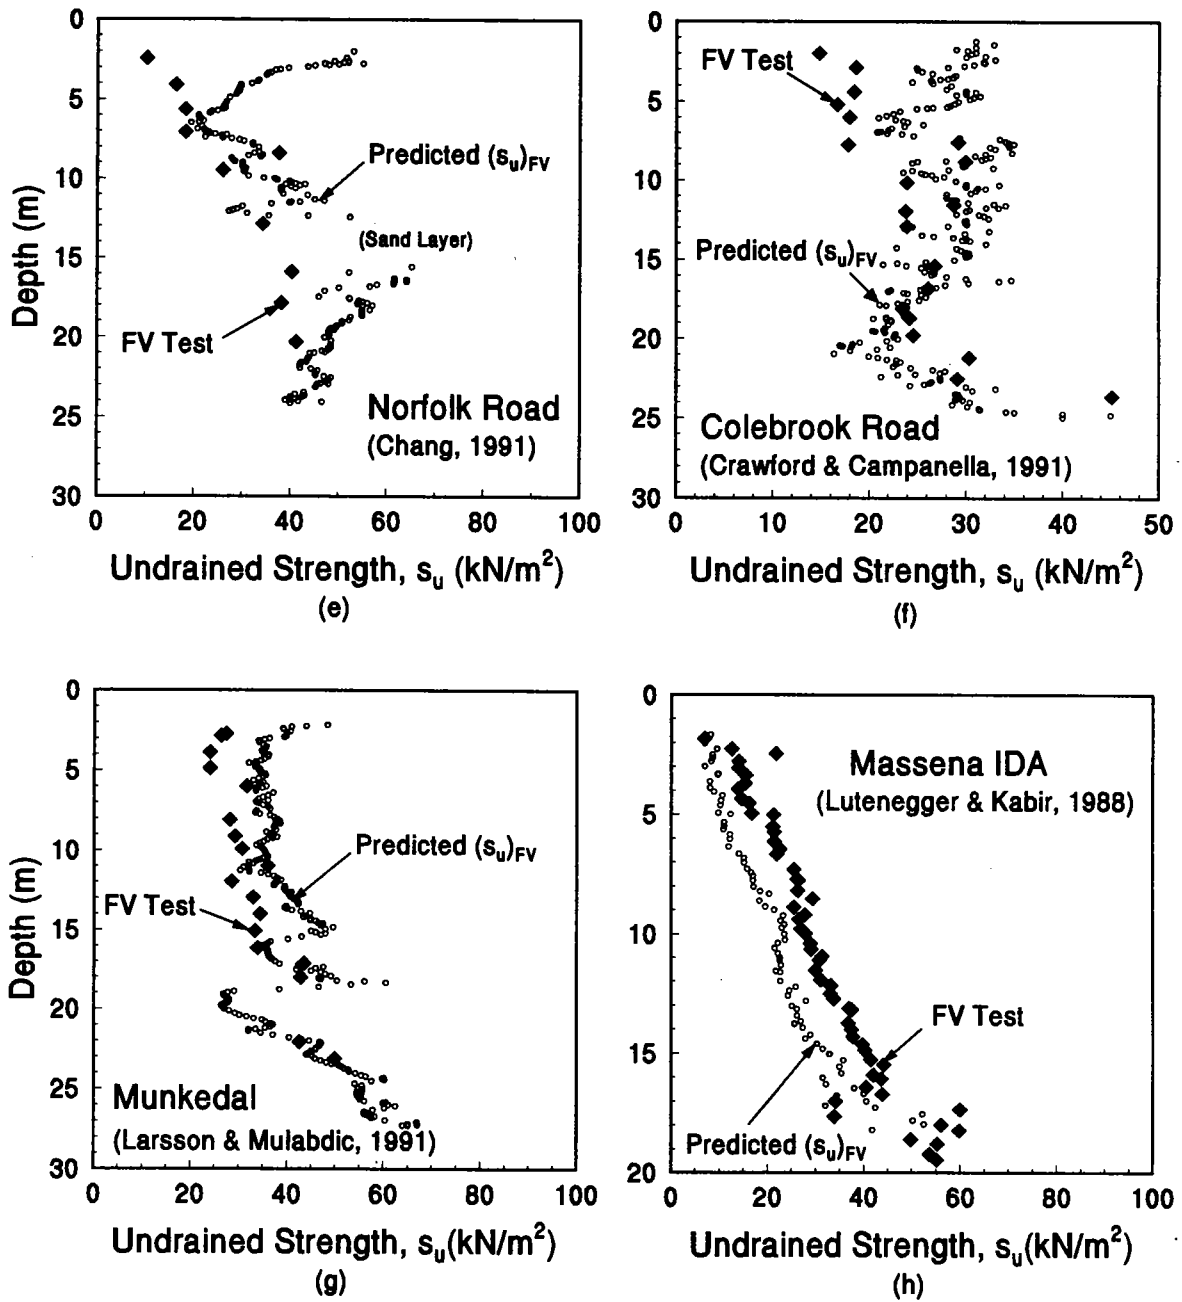 0
5
10
15
20
25
30
Depth (m)
Predicted (su)FV
(Sand Layer)
FV Test
Norfolk Road
(Chang, 1991)
0 20 40 60 80 100
Undrained Strength, su (kN/m2)
(e)
0
5
10
15
20
25
30
FV Test
Predicted (su)FV
Colebrook Road
(Crawford & Campanella, 1991)
0 10 20 30 40 50
Undrained Strength, su (kN/m2)
(f)
0
5
10
15
20
25
30
Depth (m)
Predicted (su)FV
FV Test
Munkedal
(Larsson & Mulabdic, 1991)
0 20 40 60 80 100
Undrained Strength, su(kN/m2)
(g)
0
5
10
15
20
Massena IDA
(Lutenegger & Kabir, 1988)
FV Test
Predicted (su)FV
0 20 40 60 80 100
Undrained Strength, su(kN/m2)
(h)